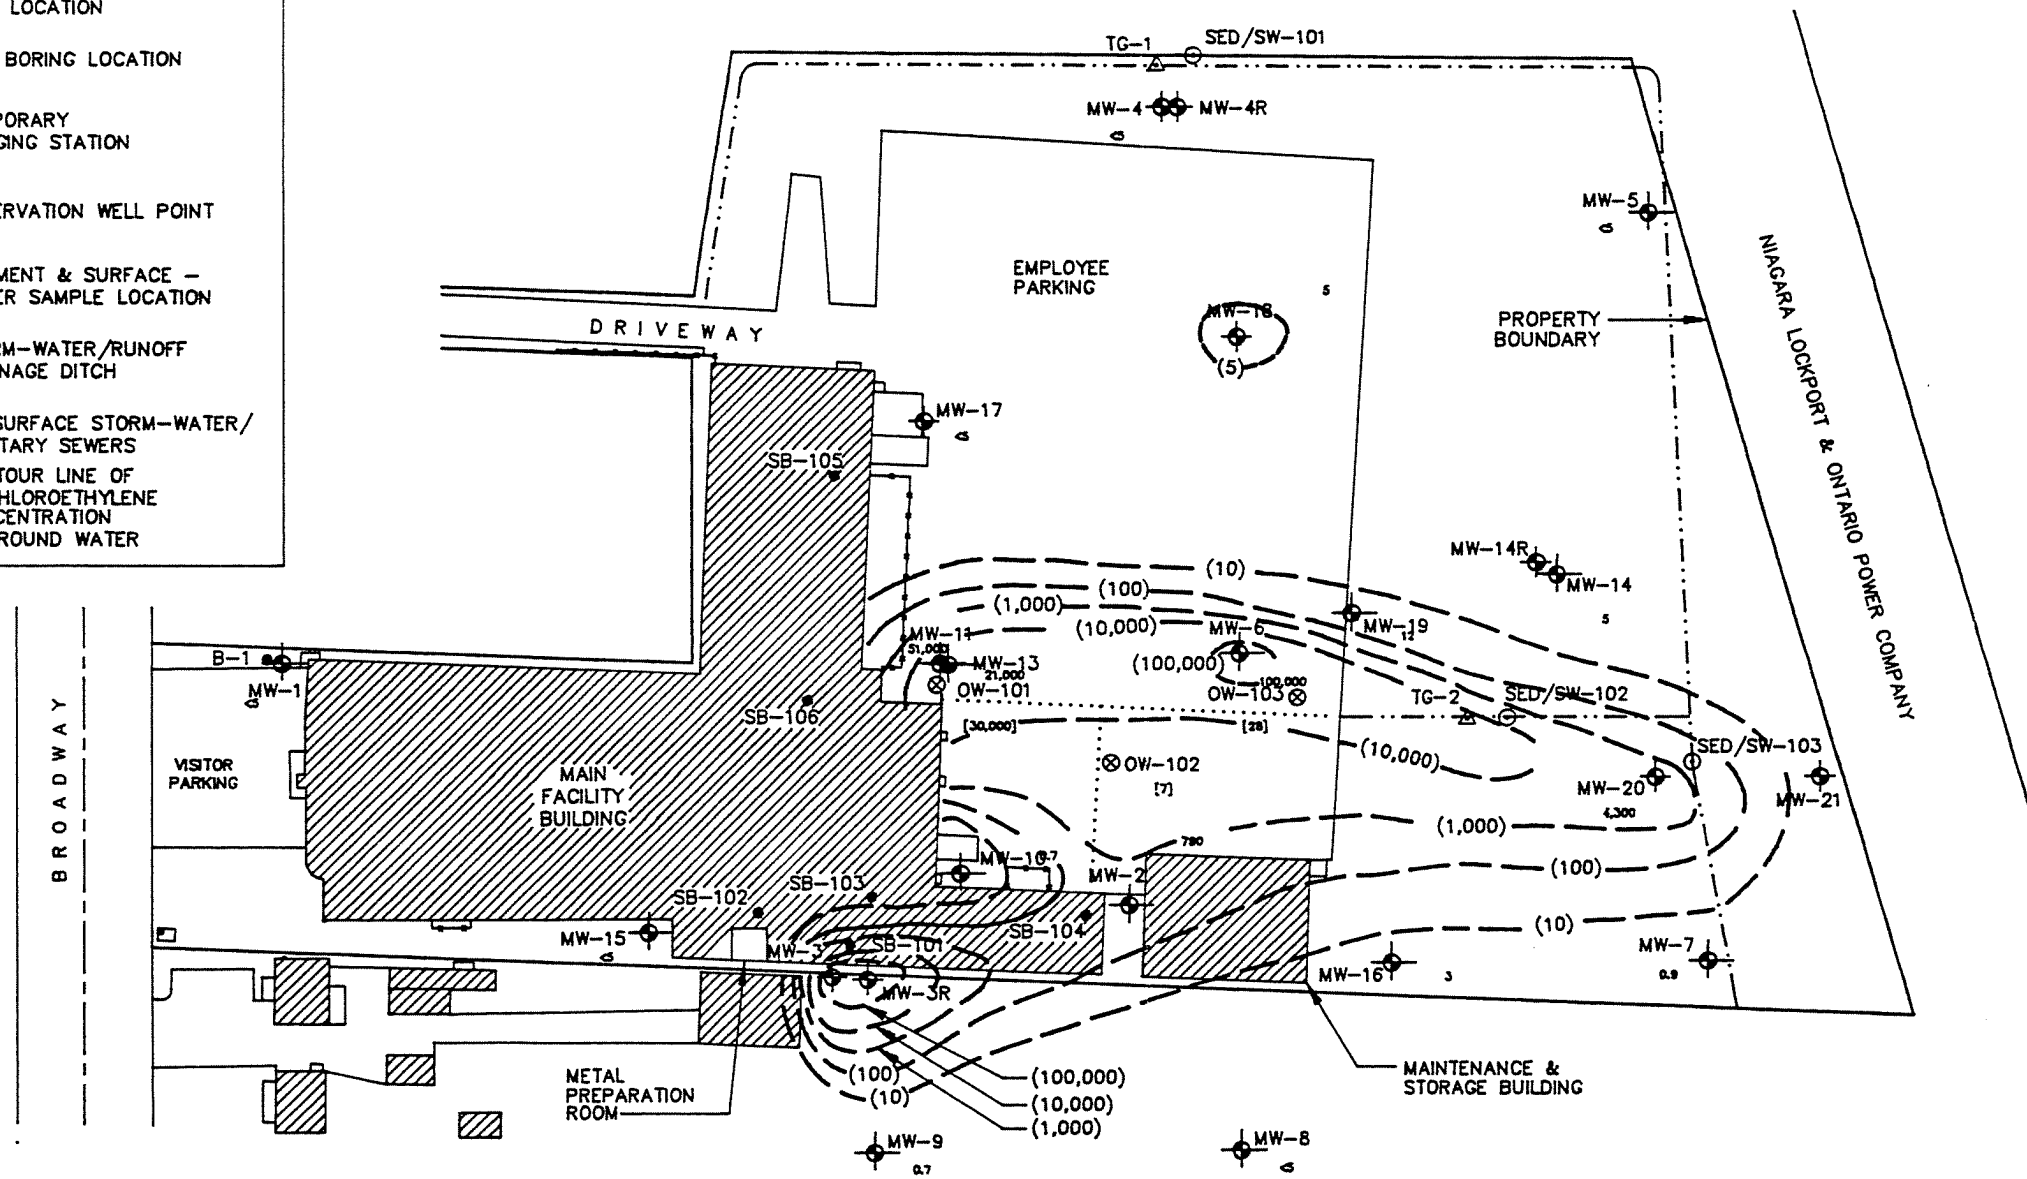 LOCATION
BORING LOCATION
PORARY
GING STATION
ERVATION WELL POINT
MENT & SURFACE –
ER SAMPLE LOCATION
RM–WATER/RUNOFF
NAGE DITCH
SURFACE STORM–WATER/
TARY SEWERS
TOUR LINE OF
HLOROETHYLENE
CENTRATION
ROUND WATER
TG–1
SED/SW–101
MW–4
MW–4R
MW–5
EMPLOYEE
PARKING
5
MW–18
(5)
DRIVEWAY
PROPERTY
BOUNDARY
NIAGARA LOCKPORT & ONTARIO POWER COMPANY
MW–17
SB–105
MW–14R
MW–14
5
(10)
(100)
(1,000)
(10,000)
MW–6
MW–19
12
MW–11
51,000
MW–13
21,000
(100,000)
100,000
OW–101
OW–103
B–1
MW–1
SB–106
TG–2
SED/SW–102
[30,000]
[28]
(10,000)
SED/SW–103
BROADWAY
VISITOR
PARKING
MAIN
FACILITY
BUILDING
OW–102
[7]
MW–20
4,300
MW–21
(1,000)
780
(100)
MW–10
MW–2
SB–103
SB–102
SB–104
(10)
MW–15
MW–3
SB–101
MW–3R
MW–16
3
MW–7
0.9
METAL
PREPARATION
ROOM
(100)
(10)
(100,000)
(10,000)
(1,000)
MAINTENANCE &
STORAGE BUILDING
MW–9
0.7
MW–8